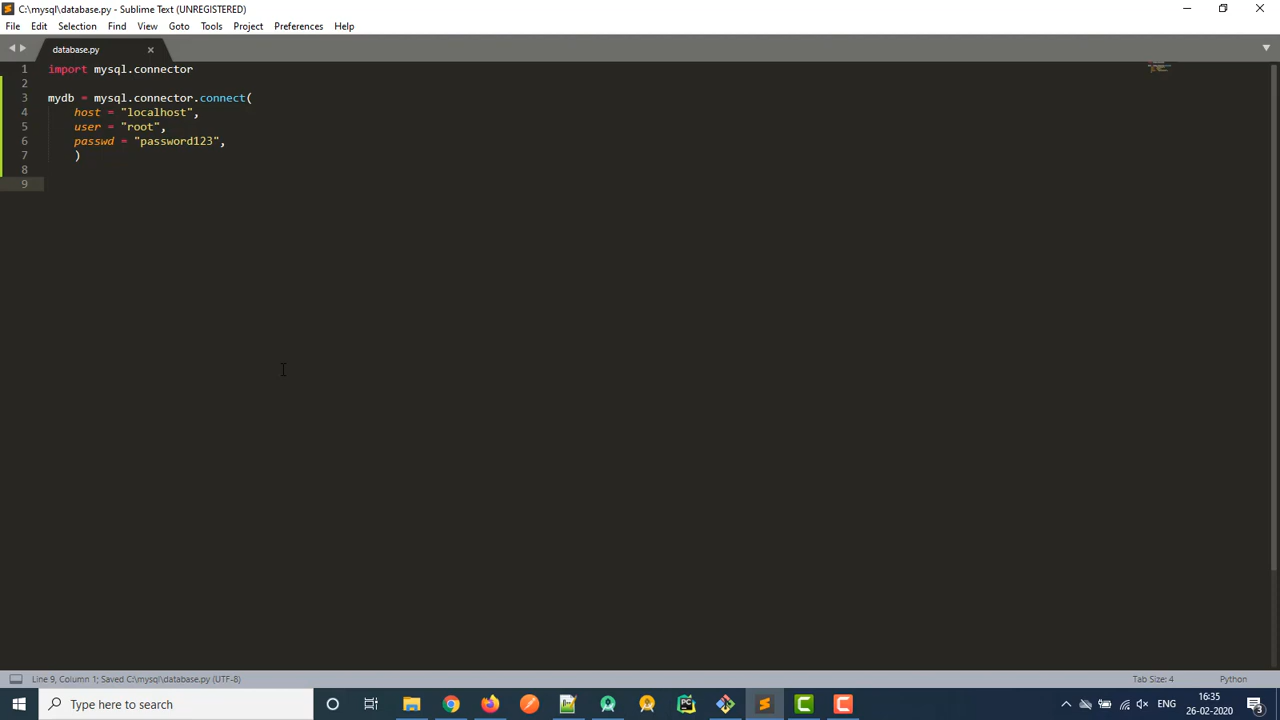 C:\mysql\database.py - Sublime Text (UNREGISTERED)
File Edit Selection Find View Goto Tools Project Preferences Help
database.py
1 import mysql.connector
2
3 mydb = mysql.connector.connect(
4 host = "localhost",
5 user = "root",
6 passwd = "password123",
7 )
8
9
Line 9, Column 1; Saved C:\mysql\database.py (UTF-8) Tab Size: 4 Python
Type here to search
PC
ENG
16:35
26-02-2020
3